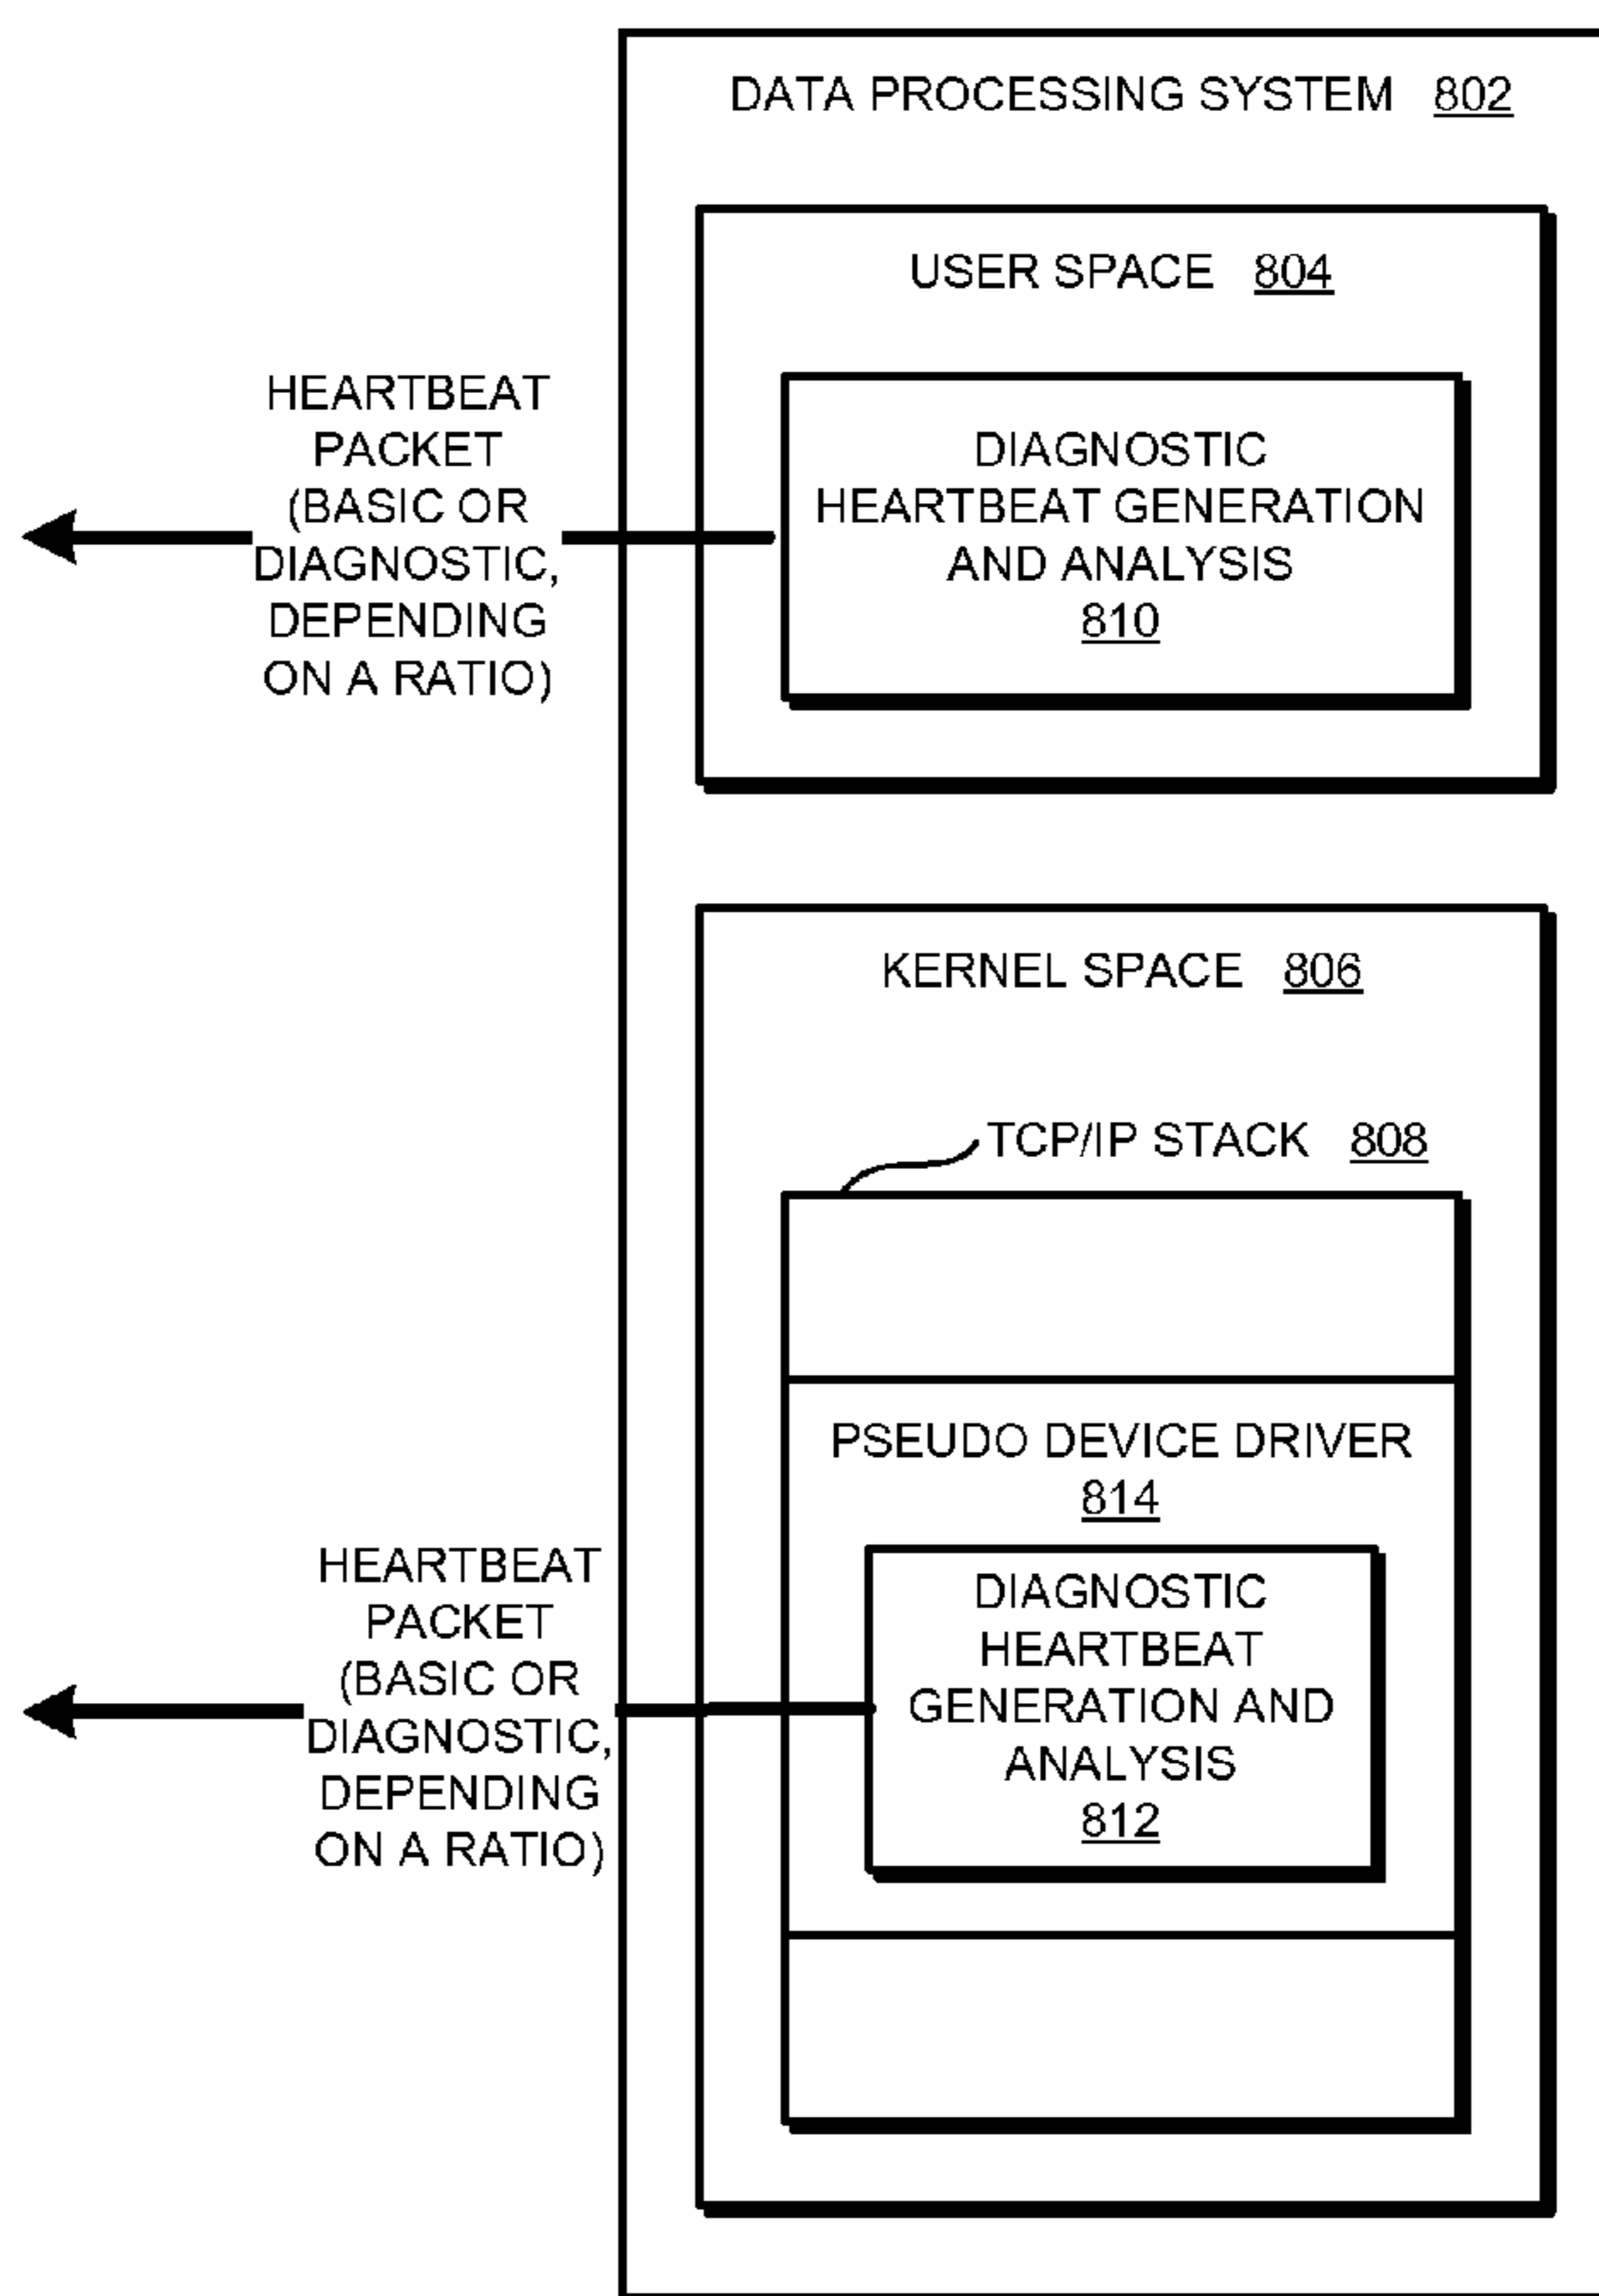 DATA PROCESSING SYSTEM 802
USER SPACE 804
HEARTBEAT
PACKET
(BASIC OR
DIAGNOSTIC,
DEPENDING
ON A RATIO)
DIAGNOSTIC
HEARTBEAT GENERATION
AND ANALYSIS
810
KERNEL SPACE 806
TCP/IP STACK 808
PSEUDO DEVICE DRIVER
814
HEARTBEAT
PACKET
(BASIC OR
DIAGNOSTIC,
DEPENDING
ON A RATIO)
DIAGNOSTIC
HEARTBEAT
GENERATION AND
ANALYSIS
812